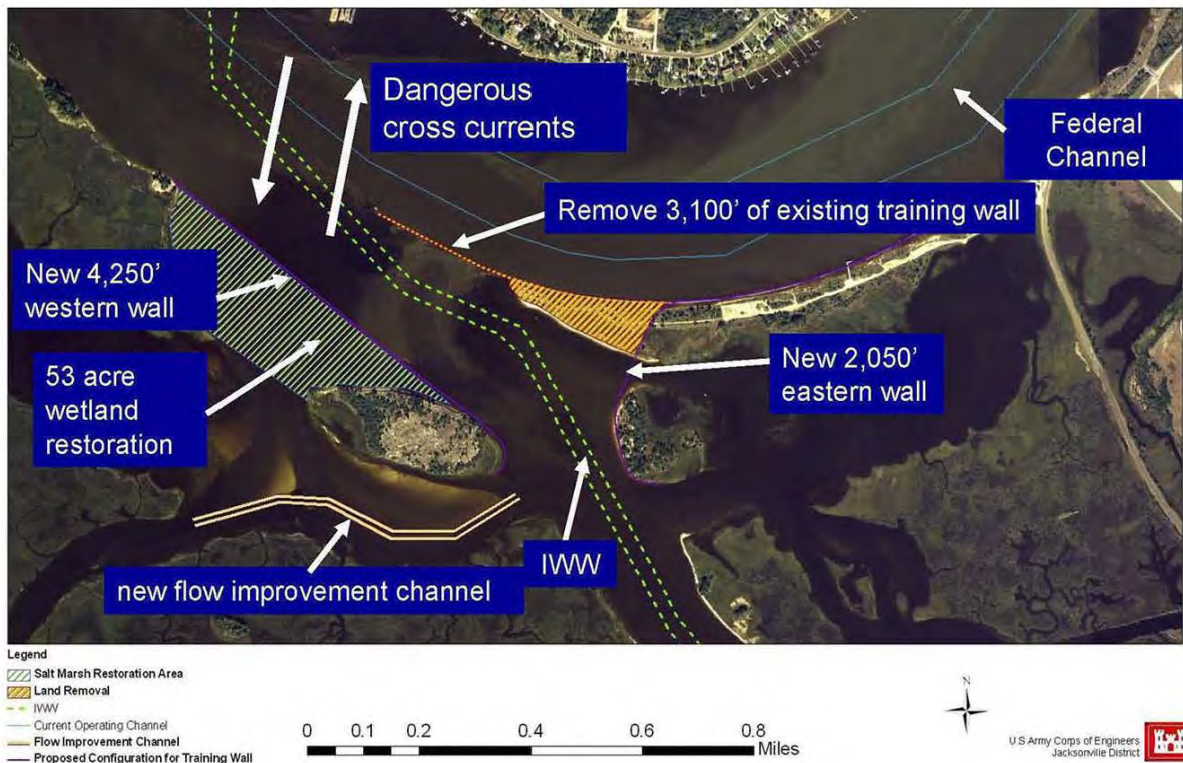 Dangerous
cross currents
Federal
Channel
Remove 3,100' of existing training wall
New 4,250'
western wall
53 acre
wetland
restoration
New 2,050'
eastern wall
IWW
new flow improvement channel
Legend
Salt Marsh Restoration Area
Land Removal
IWW
Current Operating Channel
Flow Improvement Channel
Proposed Configuration for Training Wall
0 0.1 0.2 0.4 0.6 0.8
Miles
N
U.S Army Corps of Engineers
Jacksonville District